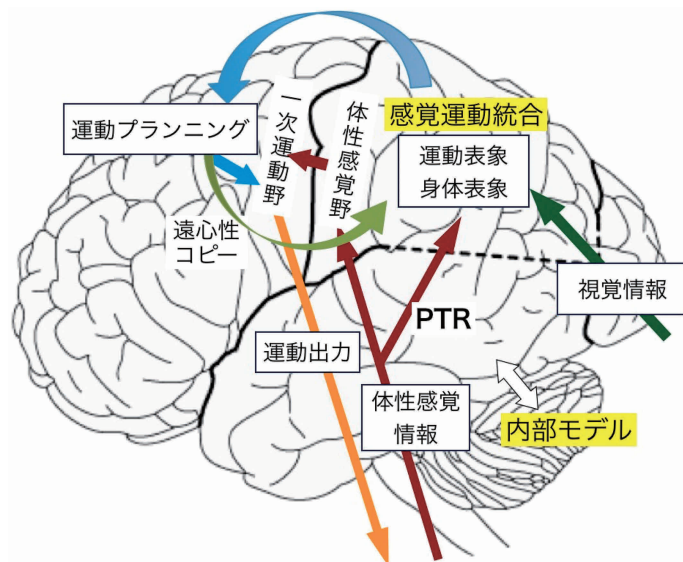 感覚運動統合
運動プランニング
一次運動野
体性感覚野
運動表象
身体表象
遠心性
コピー
視覚情報
PTR
運動出力
体性感覚
情報
内部モデル